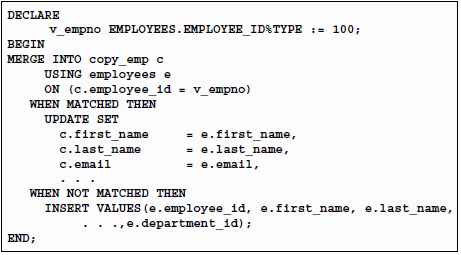 DECLARE
v_empno EMPLOYEES.EMPLOYEE_ID%TYPE := 100;
BEGIN
MERGE INTO copy_emp c
USING employees e
ON (c.employee_id = v_empno)
WHEN MATCHED THEN
UPDATE SET
c.first_name = e.first_name,
c.last_name = e.last_name,
c.email = e.email,
. . .
WHEN NOT MATCHED THEN
INSERT VALUES(e.employee_id, e.first_name, e.last_name,
. . .,e.department_id);
END;